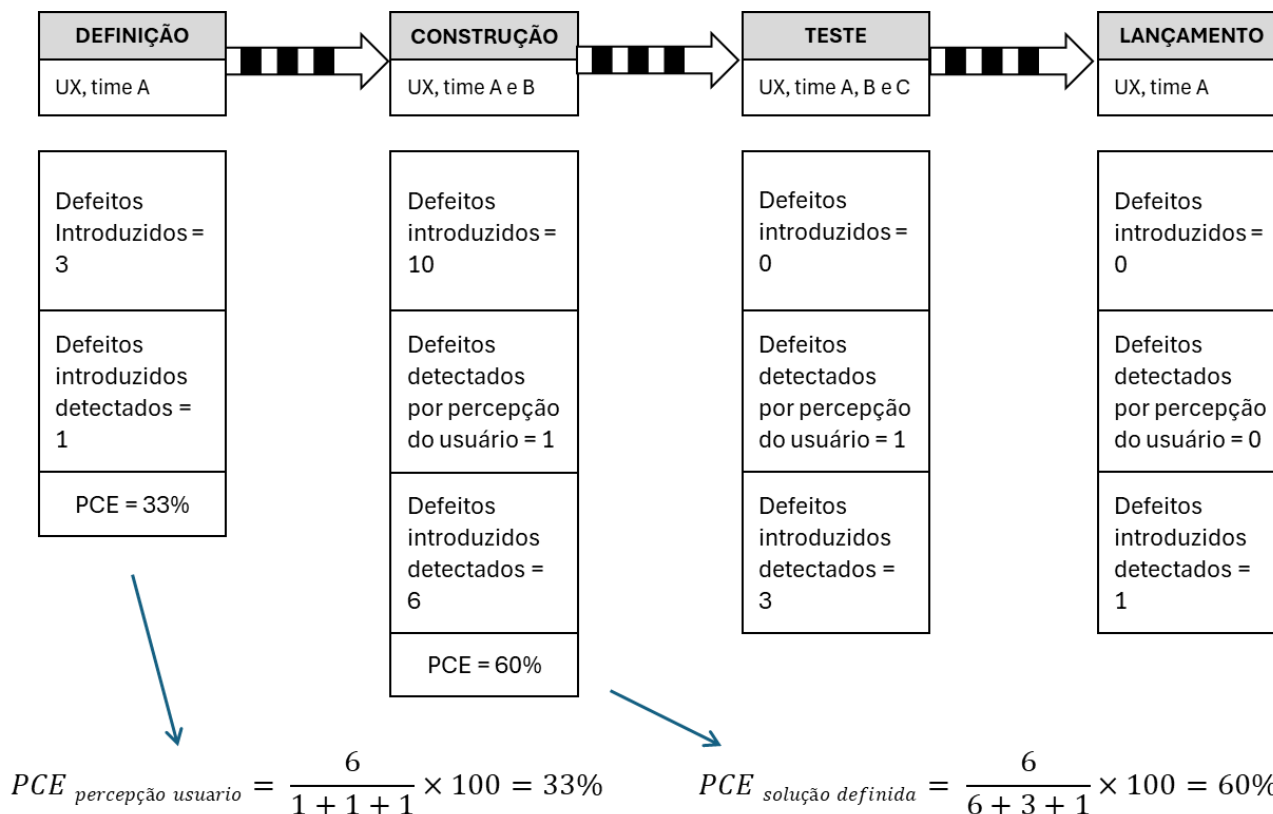 DEFINIÇÃO
UX, time A
CONSTRUÇÃO
UX, time A e B
TESTE
UX, time A, B e C
LANÇAMENTO
UX, time A
Defeitos
Introduzidos =
3
Defeitos
introduzidos
detectados =
1
PCE = 33%
Defeitos
introduzidos =
10
Defeitos
detectados
por percepção
do usuário = 1
Defeitos
introduzidos
detectados =
6
PCE = 60%
Defeitos
introduzidos =
0
Defeitos
detectados
por percepção
do usuário = 1
Defeitos
introduzidos
detectados =
3
Defeitos
introduzidos =
0
Defeitos
detectados
por percepção
do usuário = 0
Defeitos
introduzidos
detectados =
1
PCE percepção usuario = 6 / 1 + 1 + 1 × 100 = 33%
PCE solução definida = 6 / 6 + 3 + 1 × 100 = 60%